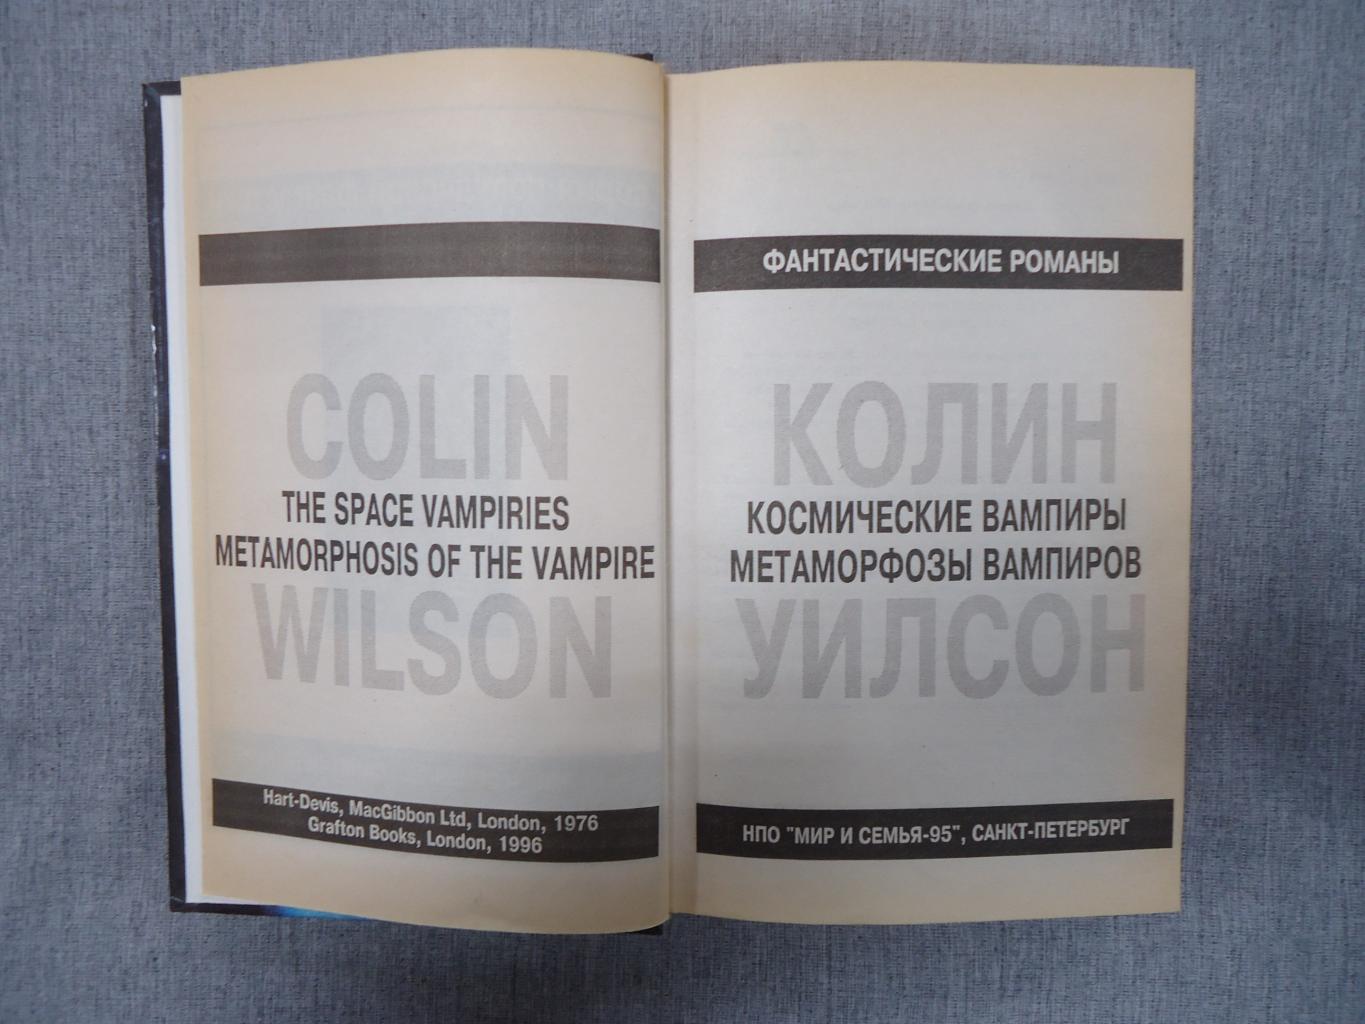 COLIN
THE SPACE VAMPIRIES
METAMORPHOSIS OF THE VAMPIRE
WILSON
Hart-Devis, MacGibbon Ltd, London, 1976
Grafton Books, London, 1996
ФАНТАСТИЧЕСКИЕ РОМАНЫ
КОЛИН
КОСМИЧЕСКИЕ ВАМПИРЫ
МЕТАМОРФОЗЫ ВАМПИРОВ
УИЛСОН
НПО "МИР И СЕМЬЯ-95", САНКТ-ПЕТЕРБУРГ